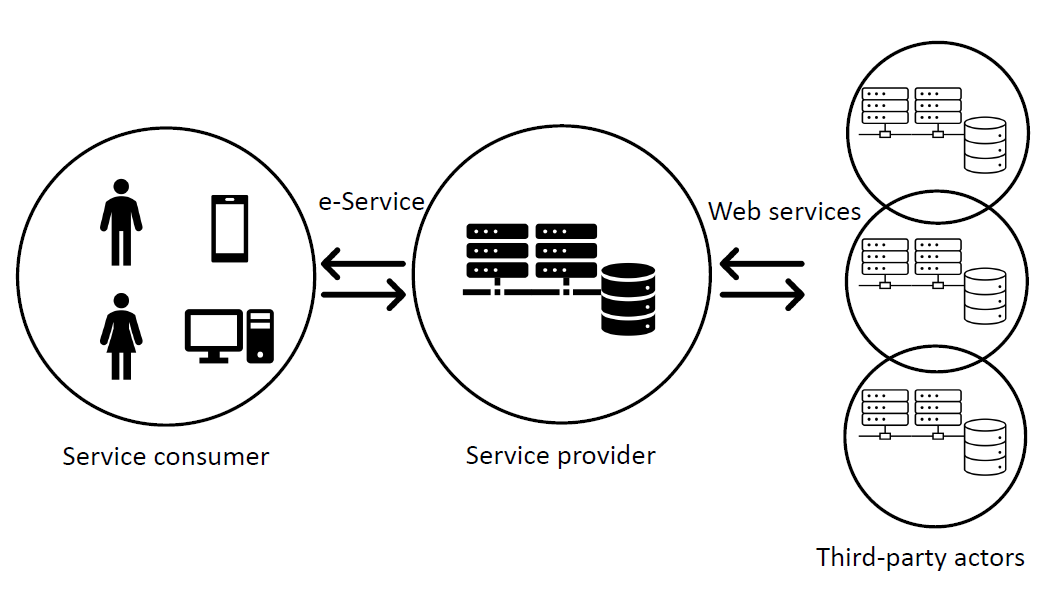 e-Service
Web services
Service consumer
Service provider
Third-party actors